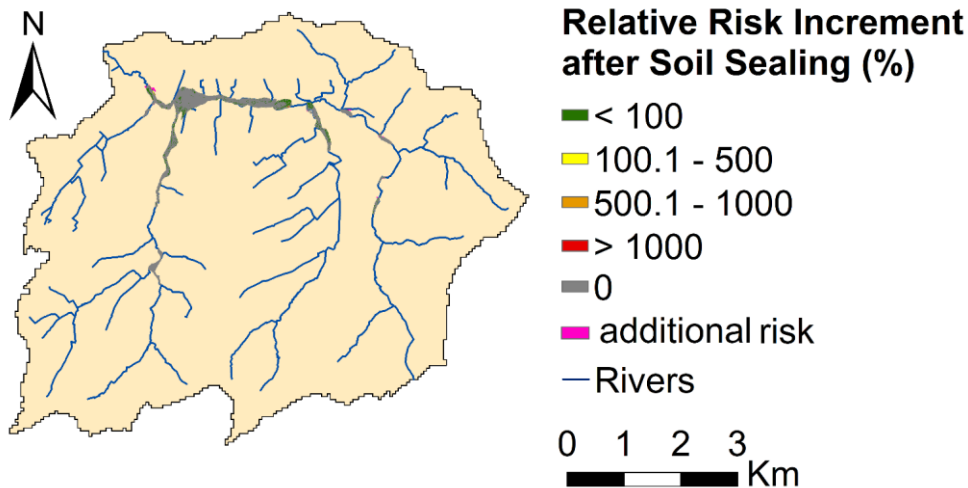 N
Relative Risk Increment
after Soil Sealing (%)
< 100
100.1 - 500
500.1 - 1000
> 1000
0
additional risk
Rivers
0 1 2 3
Km